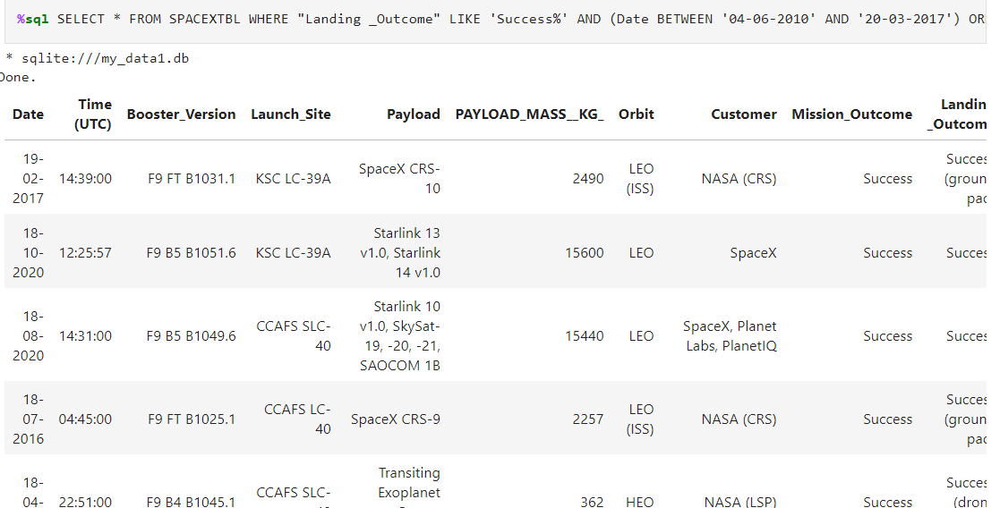 %sql SELECT * FROM SPACEXTBL WHERE "Landing _Outcome" LIKE 'Success%' AND (Date BETWEEN '04-06-2010' AND '20-03-2017') OR
* sqlite:///my_data1.db
Done.
Date Time (UTC) Booster_Version Launch_Site Payload PAYLOAD_MASS__KG_ Orbit Customer Mission_Outcome Landin _Outcom
19-02-2017 14:39:00 F9 FT B1031.1 KSC LC-39A SpaceX CRS-10 2490 LEO (ISS) NASA (CRS) Success Succes (groun pac
18-10-2020 12:25:57 F9 B5 B1051.6 KSC LC-39A Starlink 13 v1.0, Starlink 14 v1.0 15600 LEO SpaceX Success Succes
18-08-2020 14:31:00 F9 B5 B1049.6 CCAFS SLC-40 Starlink 10 v1.0, SkySat-19, -20, -21, SAOCOM 1B 15440 LEO SpaceX, Planet Labs, PlanetIQ Success Succes
18-07-2016 04:45:00 F9 FT B1025.1 CCAFS LC-40 SpaceX CRS-9 2257 LEO (ISS) NASA (CRS) Success Succes (groun pac
18-04- 22:51:00 F9 B4 B1045.1 CCAFS SLC- Transiting Exoplanet 362 HEO NASA (LSP) Success Succes (dron